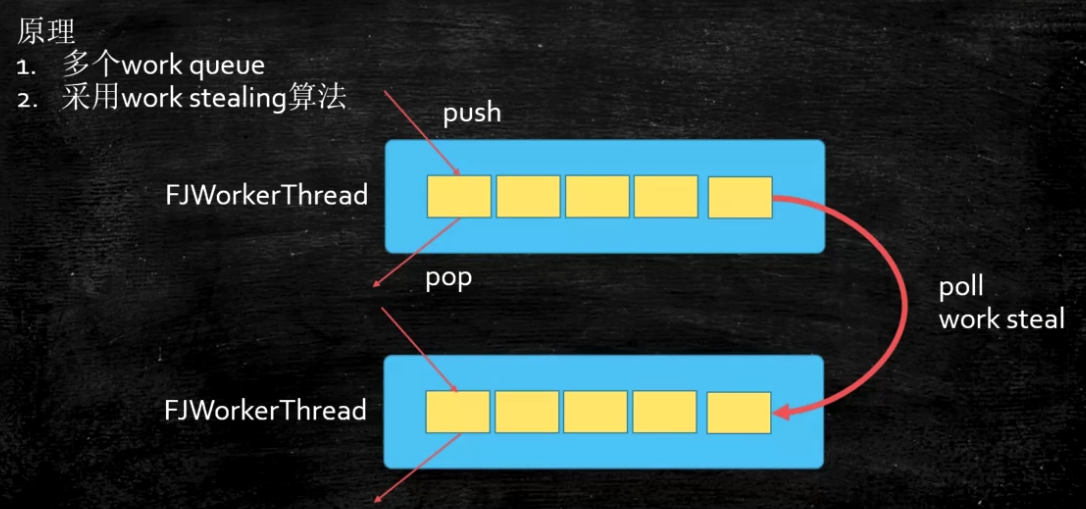 原理
1. 多个work queue
2. 采用work stealing算法
push
FJWorkerThread
pop
poll
work steal
FJWorkerThread